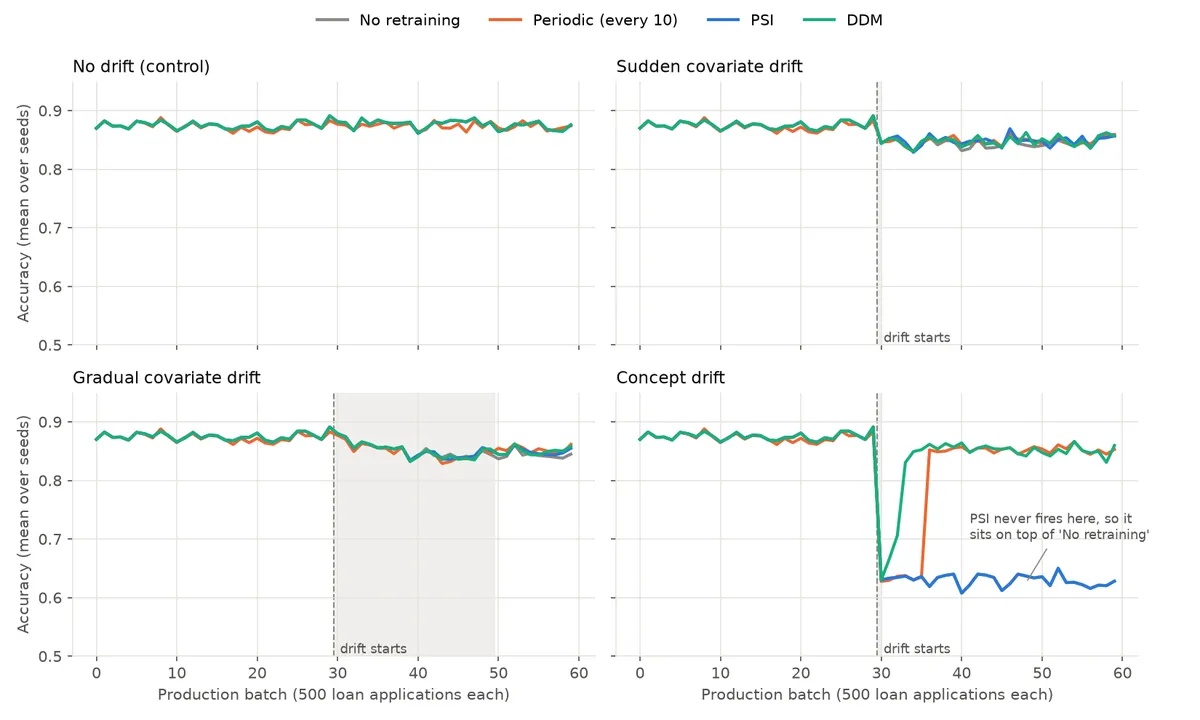 No retraining
Periodic (every 10)
PSI
DDM
No drift (control)
Sudden covariate drift
Accuracy (mean over seeds)
0.9
0.8
0.7
0.6
0.5
drift starts
Gradual covariate drift
Concept drift
Accuracy (mean over seeds)
0.9
0.8
0.7
0.6
0.5
PSI never fires here, so it
sits on top of 'No retraining'
drift starts
drift starts
0 10 20 30 40 50 60
0 10 20 30 40 50 60
Production batch (500 loan applications each)
Production batch (500 loan applications each)